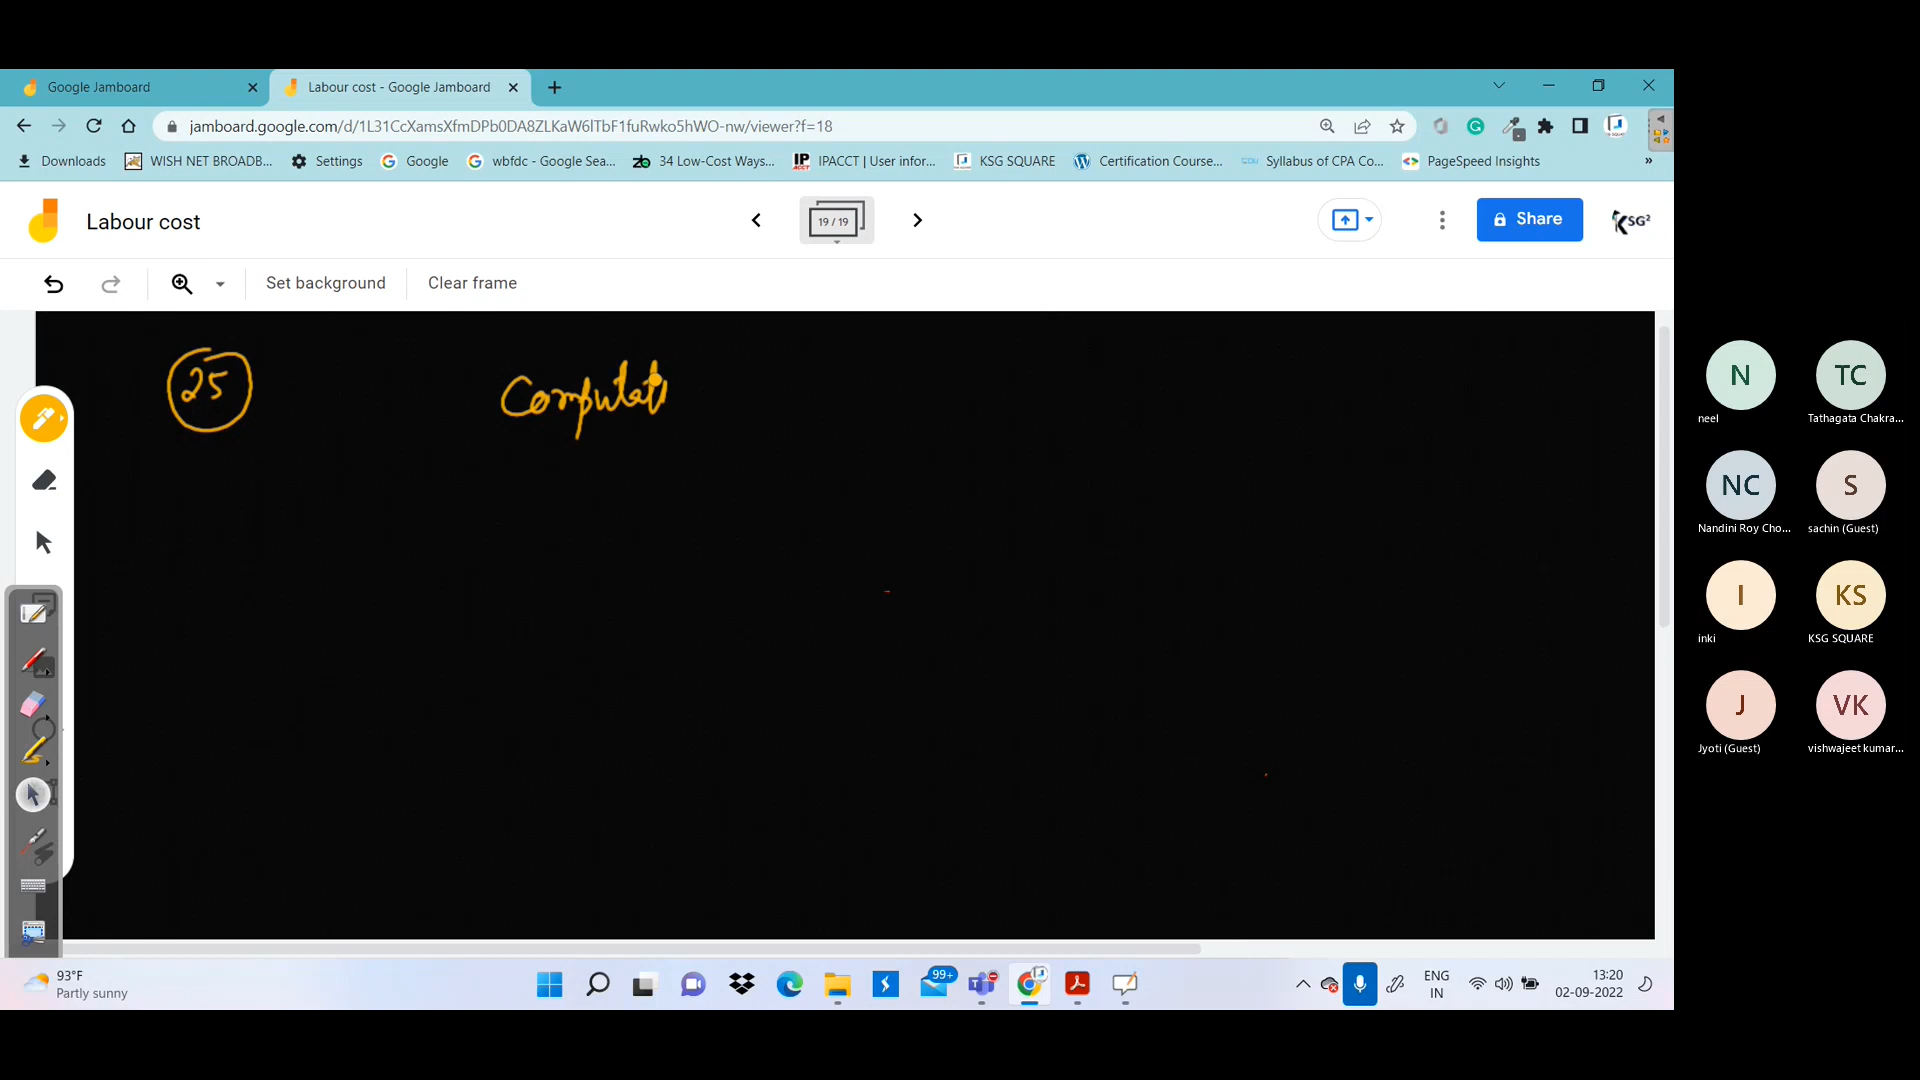 Google Jamboard
Labour cost - Google Jamboard
jamboard.google.com/d/1L31CcXamsXfmDPb0DA8ZLKaW6lTbF1fuRwko5hWO-nw/viewer?f=18
Downloads WISH NET BROADB... Settings Google wbfdc - Google Sea... 34 Low-Cost Ways... IPACCT | User infor... KSG SQUARE Certification Course... Syllabus of CPA Co... PageSpeed Insights »
Labour cost
19 / 19
Share
KSG²
Set background Clear frame
25 Computati
N TC
neel Tathagata Chakra...
NC S
Nandini Roy Cho... sachin (Guest)
I KS
inki KSG SQUARE
J VK
Jyoti (Guest) vishwajeet kumar...
93°F
Partly sunny
99+
ENG
IN
13:20
02-09-2022